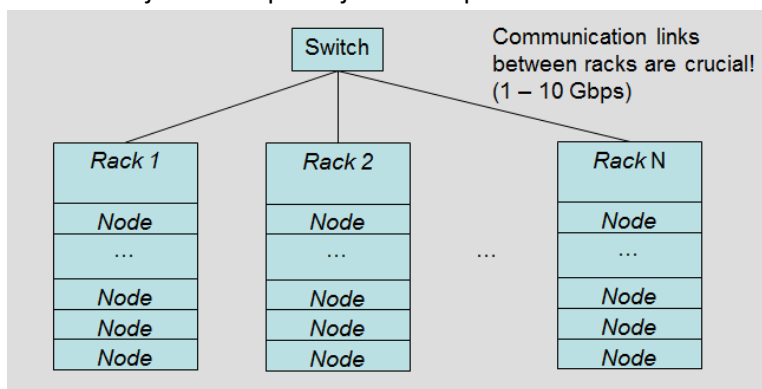 Switch
Communication links
between racks are crucial!
(1 – 10 Gbps)
Rack 1
Node
...
Node
Node
Node
Rack 2
Node
...
Node
Node
Node
...
Rack N
Node
...
Node
Node
Node